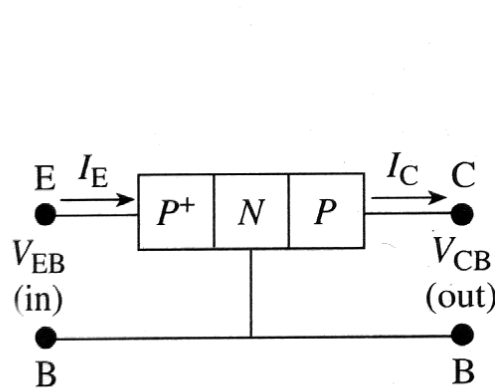 E I_E I_C C
P⁺ N P
V_EB V_CB
(in) (out)
B B